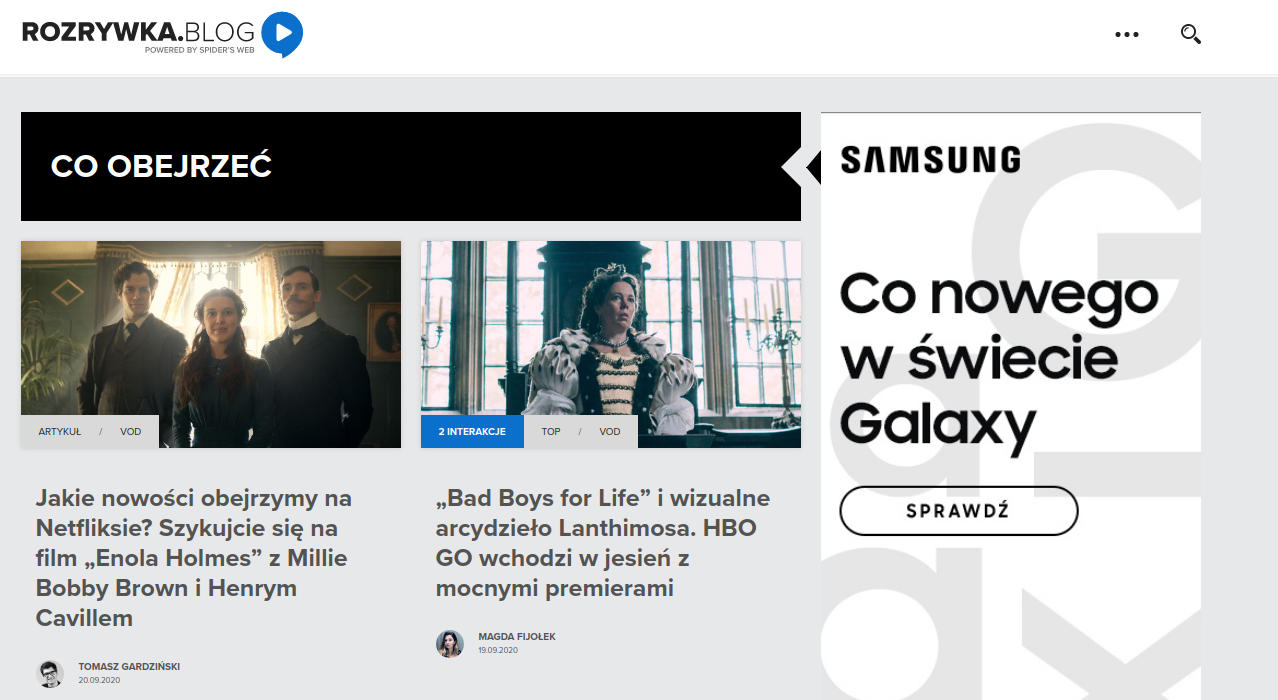 ROZRYWKA.BLOG
POWERED BY SPIDER'S WEB
CO OBEJRZEĆ
ARTYKUŁ / VOD
Jakie nowości obejrzymy na
Netfliksie? Szykujcie się na
film „Enola Holmes” z Millie
Bobby Brown i Henrym
Cavillem
TOMASZ GARDZIŃSKI
20.09.2020
2 INTERAKCJE TOP / VOD
„Bad Boys for Life” i wizualne
arcydzieło Lanthimosa. HBO
GO wchodzi w jesień z
mocnymi premierami
MAGDA FIJOŁEK
19.09.2020
SAMSUNG
Co nowego
w świecie
Galaxy
SPRAWDŹ